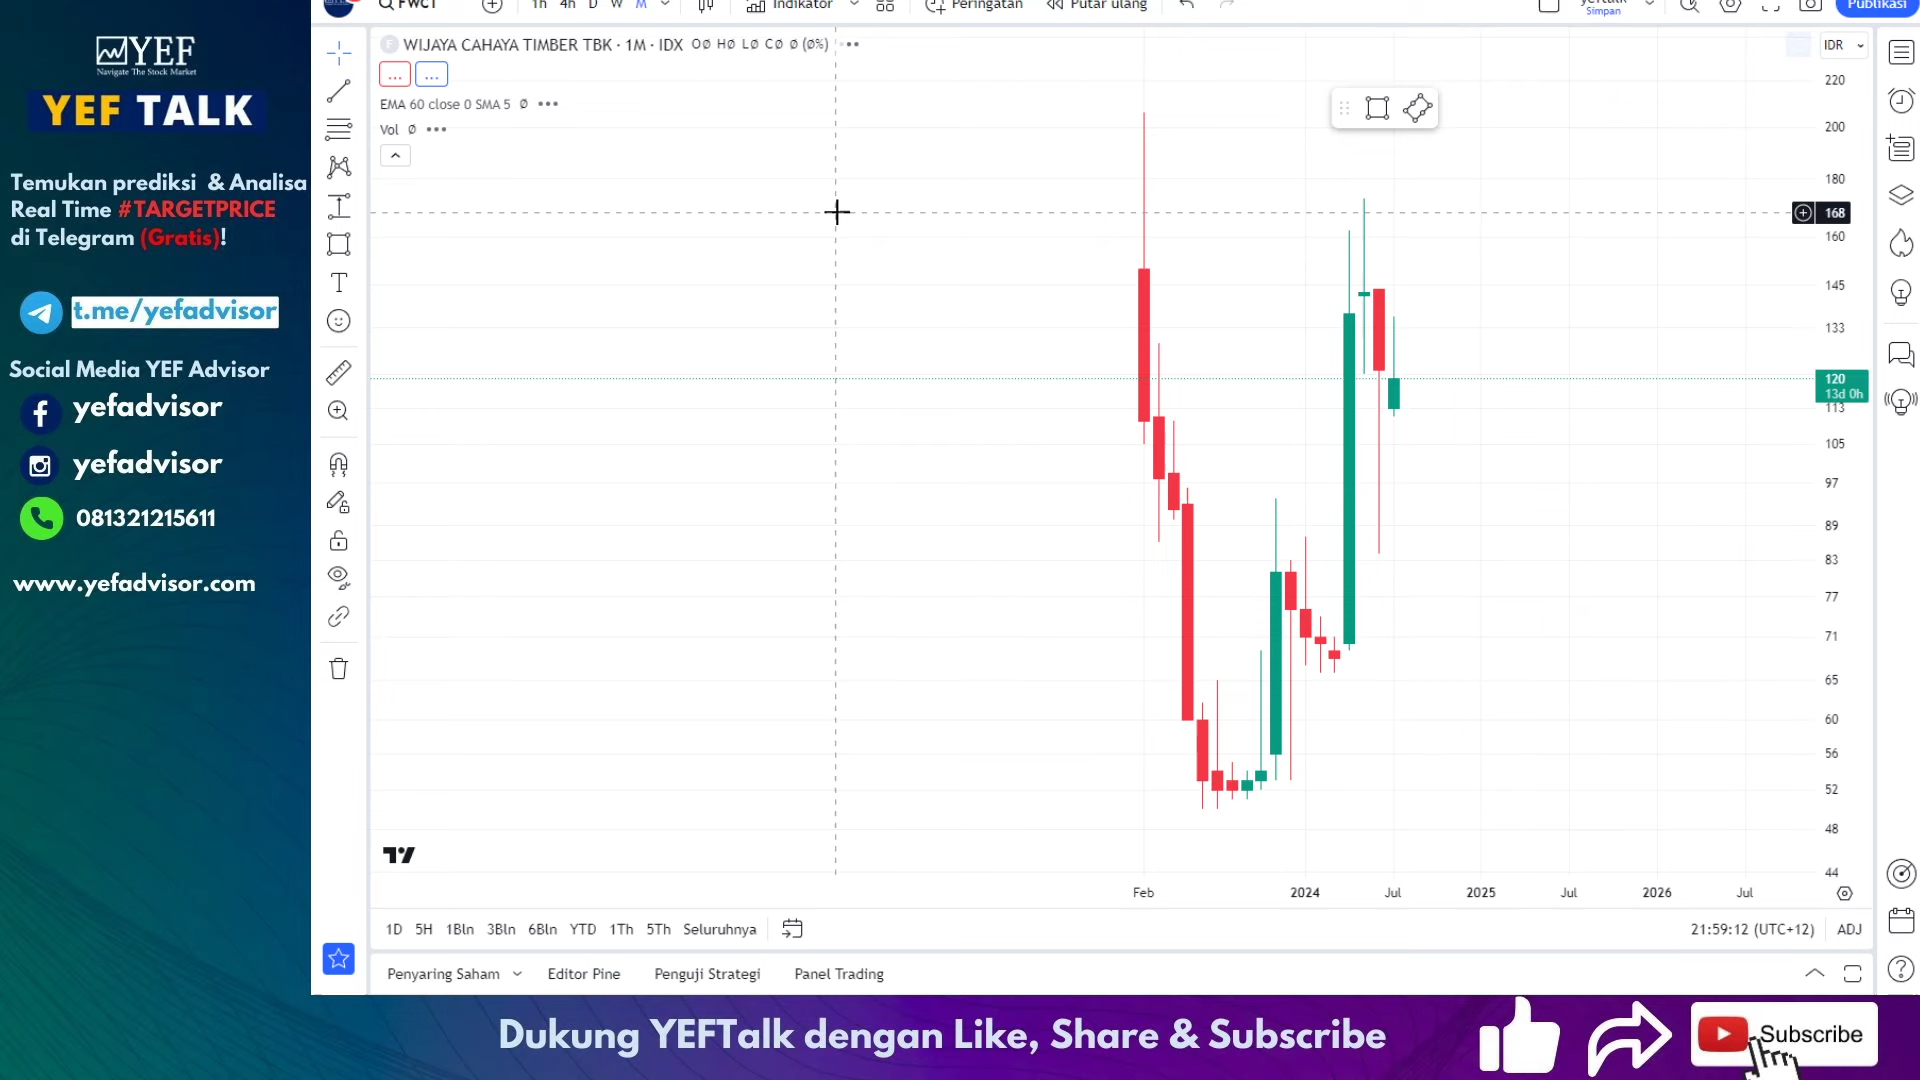 YEF
Navigate The Stock Market
YEF TALK
Temukan prediksi & Analisa
Real Time #TARGETPRICE
di Telegram (Gratis)!
t.me/yefadvisor
Social Media YEF Advisor
yefadvisor
yefadvisor
081321215611
www.yefadvisor.com
FWCT
1h 4h D W M
Indikator
Peringatan
Putar ulang
yeftalk
Simpan
Publikasi
F WIJAYA CAHAYA TIMBER TBK · 1M · IDX O∅ H∅ L∅ C∅ ∅ (∅%)
IDR
EMA 60 close 0 SMA 5 ∅
Vol ∅
220
200
180
168
160
145
133
120
13d 0h
113
105
97
89
83
77
71
65
60
56
52
48
44
Feb 2024 Jul 2025 Jul 2026 Jul
1D 5H 1Bln 3Bln 6Bln YTD 1Th 5Th Seluruhnya
21:59:12 (UTC+12) ADJ
Penyaring Saham Editor Pine Penguji Strategi Panel Trading
Dukung YEFTalk dengan Like, Share & Subscribe
Subscribe